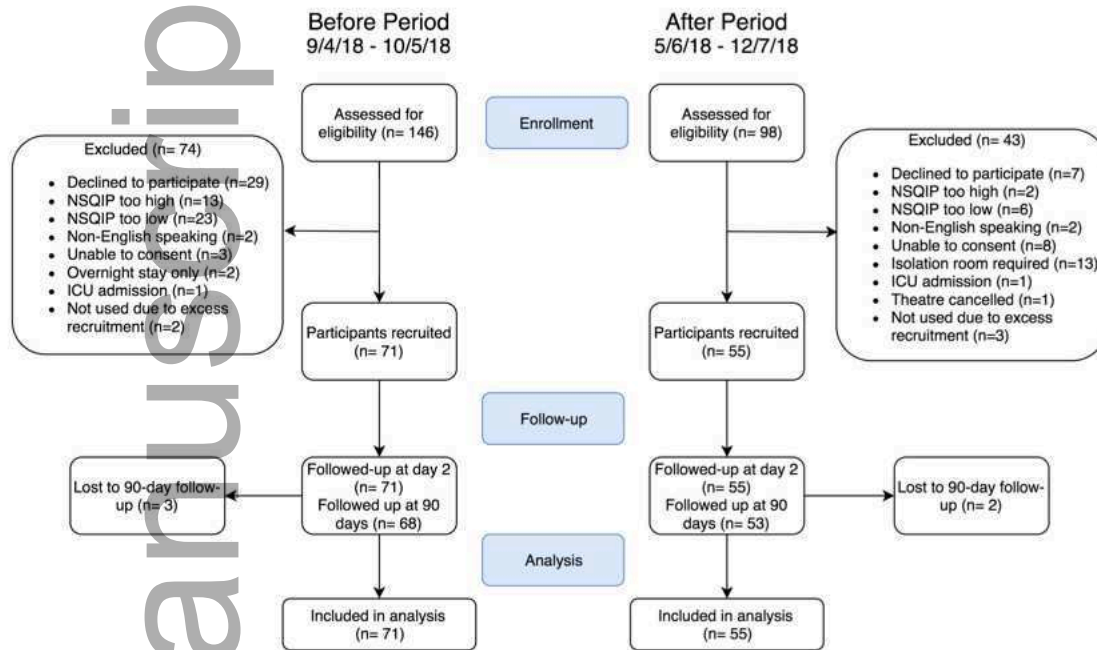 Before Period
9/4/18 - 10/5/18
After Period
5/6/18 - 12/7/18
Assessed for
eligibility (n= 146)
Enrollment
Assessed for
eligibility (n= 98)
Excluded (n= 74)
• Declined to participate (n=29)
• NSQIP too high (n=13)
• NSQIP too low (n=23)
• Non-English speaking (n=2)
• Unable to consent (n=3)
• Overnight stay only (n=2)
• ICU admission (n=1)
• Not used due to excess
recruitment (n=2)
Excluded (n= 43)
• Declined to participate (n=7)
• NSQIP too high (n=2)
• NSQIP too low (n=6)
• Non-English speaking (n=2)
• Unable to consent (n=8)
• Isolation room required (n=13)
• ICU admission (n=1)
• Theatre cancelled (n=1)
• Not used due to excess
recruitment (n=3)
Participants recruited
(n= 71)
Participants recruited
(n= 55)
Follow-up
Lost to 90-day follow-
up (n= 3)
Followed-up at day 2
(n= 71)
Followed up at 90
days (n= 68)
Followed-up at day 2
(n= 55)
Followed up at 90
days (n= 53)
Lost to 90-day follow-
up (n= 2)
Analysis
Included in analysis
(n= 71)
Included in analysis
(n= 55)
anuscrip